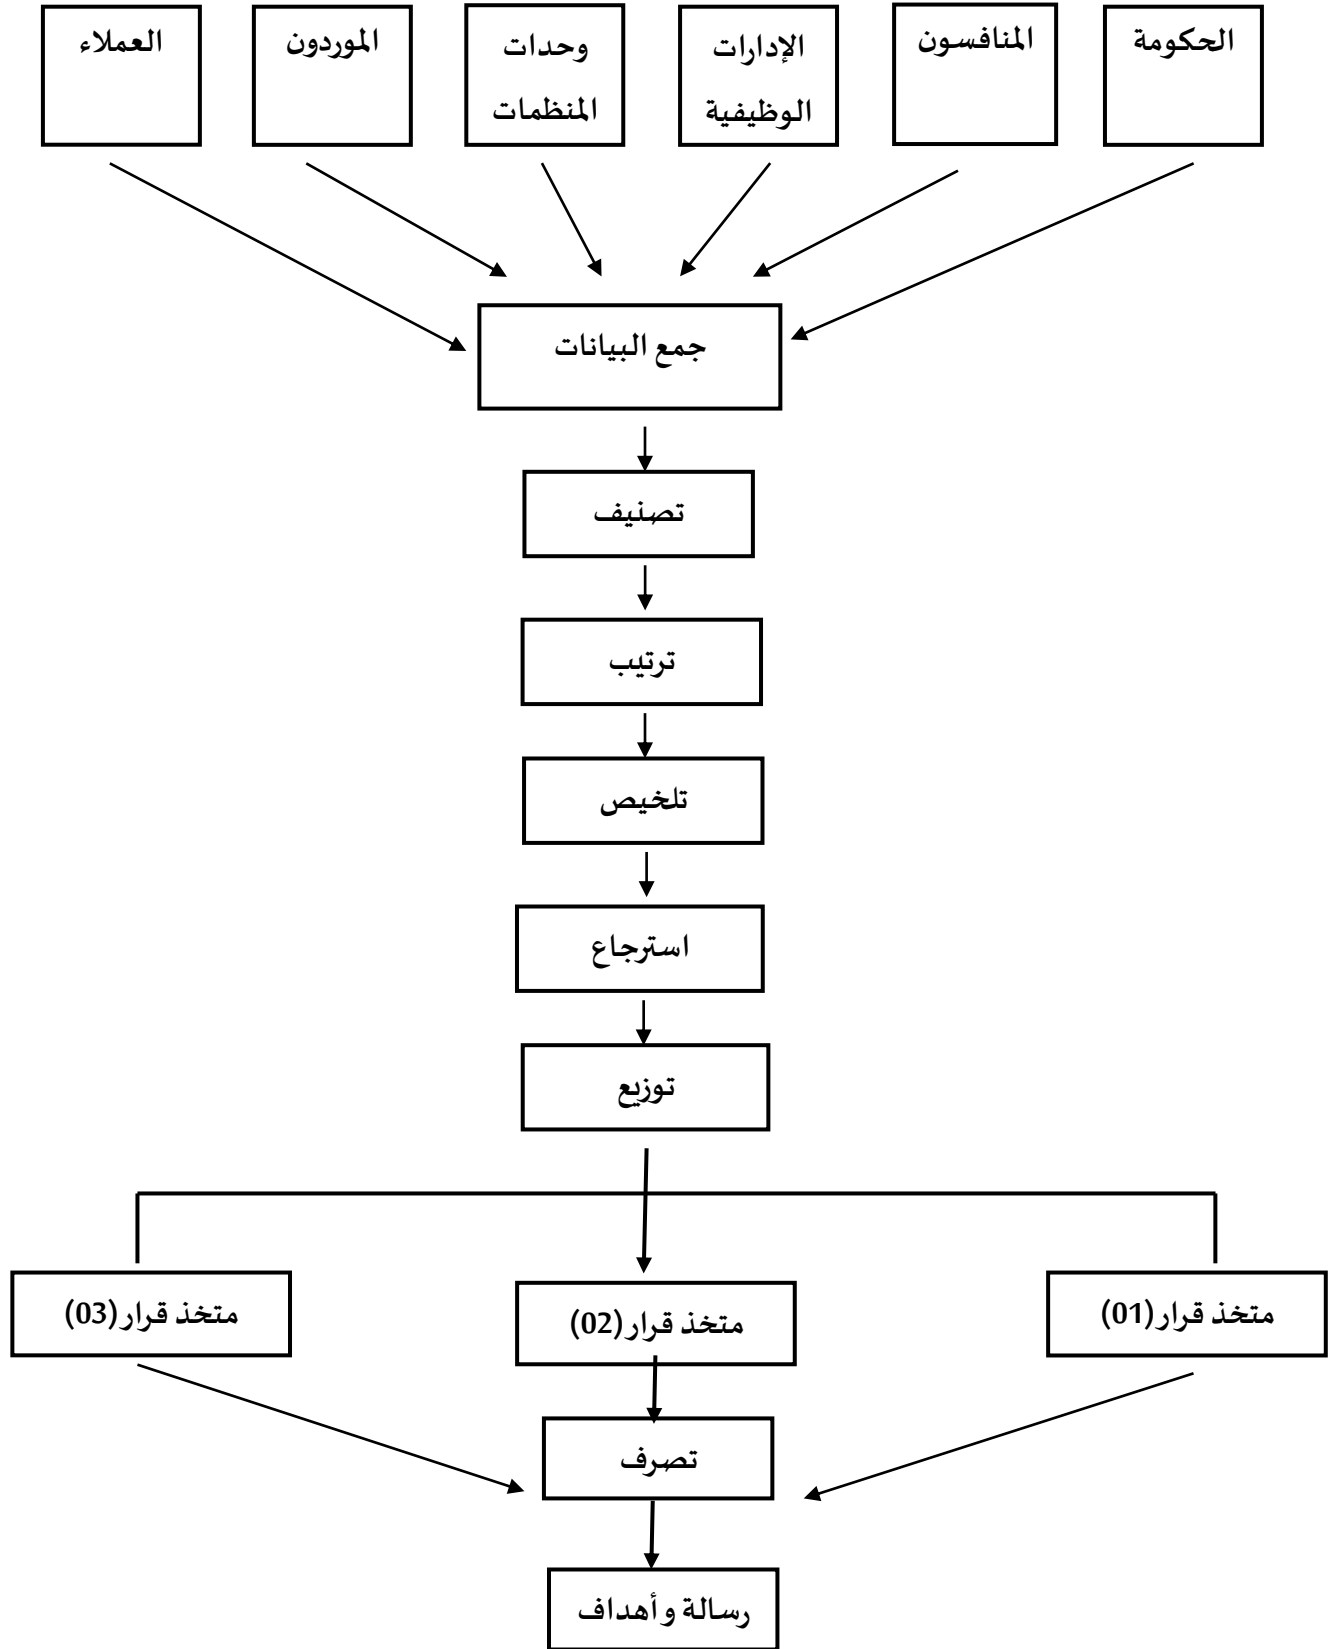 الحكومة
المنافسون
الإدارات
الوظيفية
وحدات
المنظمات
الموردون
العملاء
جمع البيانات
تصنيف
ترتيب
تلخيص
استرجاع
توزيع
متخذ قرار(01)
متخذ قرار(02)
متخذ قرار(03)
تصرف
رسالة وأهداف